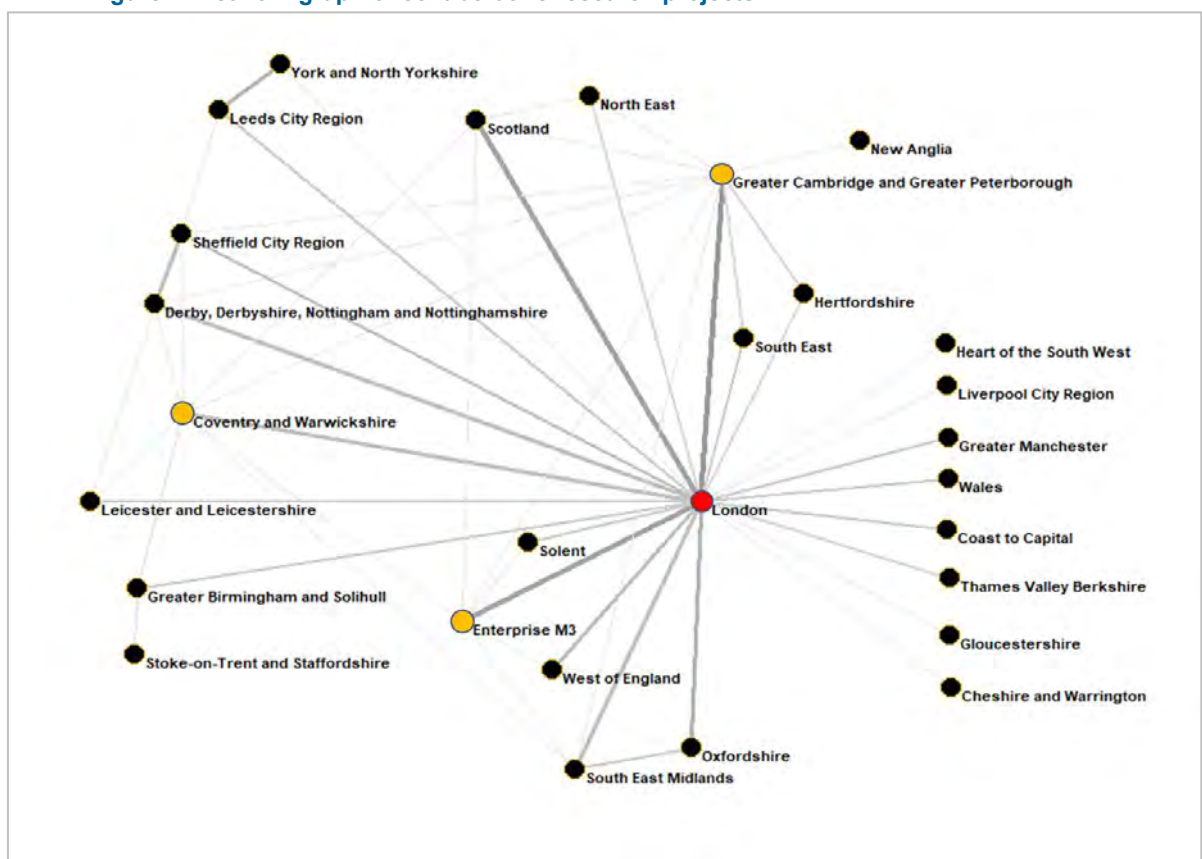 York and North Yorkshire
Leeds City Region
Scotland
North East
New Anglia
Greater Cambridge and Greater Peterborough
Sheffield City Region
Derby, Derbyshire, Nottingham and Nottinghamshire
Hertfordshire
South East
Heart of the South West
Liverpool City Region
Coventry and Warwickshire
Greater Manchester
Wales
Leicester and Leicestershire
London
Coast to Capital
Solent
Thames Valley Berkshire
Greater Birmingham and Solihull
Enterprise M3
Gloucestershire
Stoke-on-Trent and Staffordshire
West of England
Cheshire and Warrington
Oxfordshire
South East Midlands